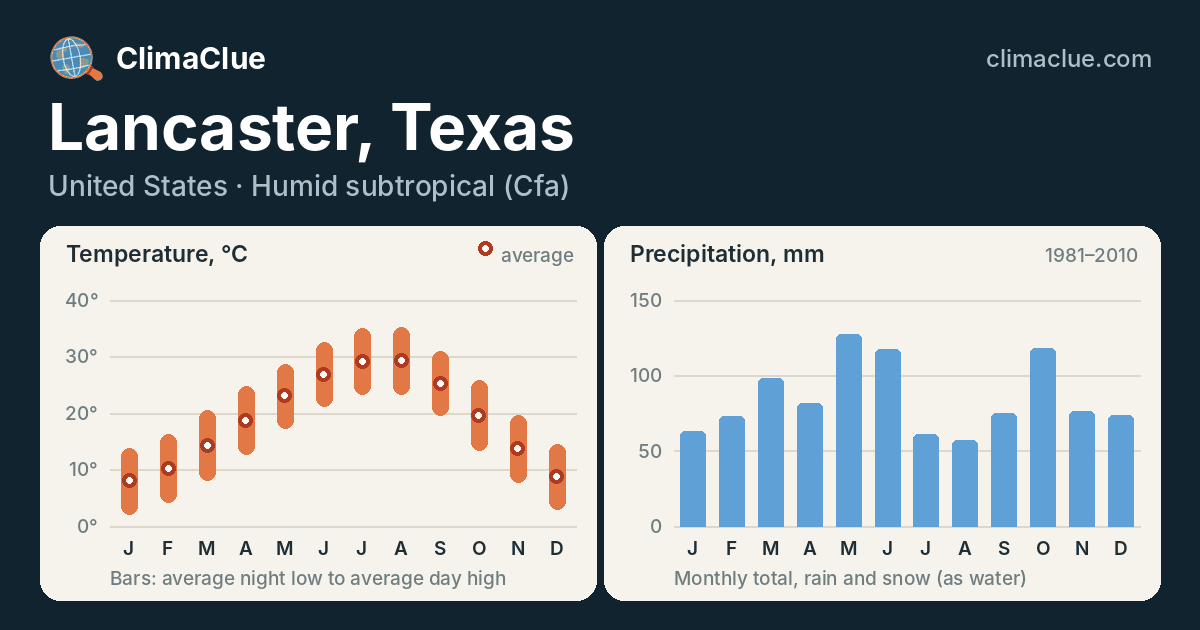 ClimaClue
climaclue.com
Lancaster, Texas
United States · Humid subtropical (Cfa)
Temperature, °C
average
40°
30°
20°
10°
0°
J F M A M J J A S O N D
Bars: average night low to average day high
Precipitation, mm
1981–2010
150
100
50
0
J F M A M J J A S O N D
Monthly total, rain and snow (as water)